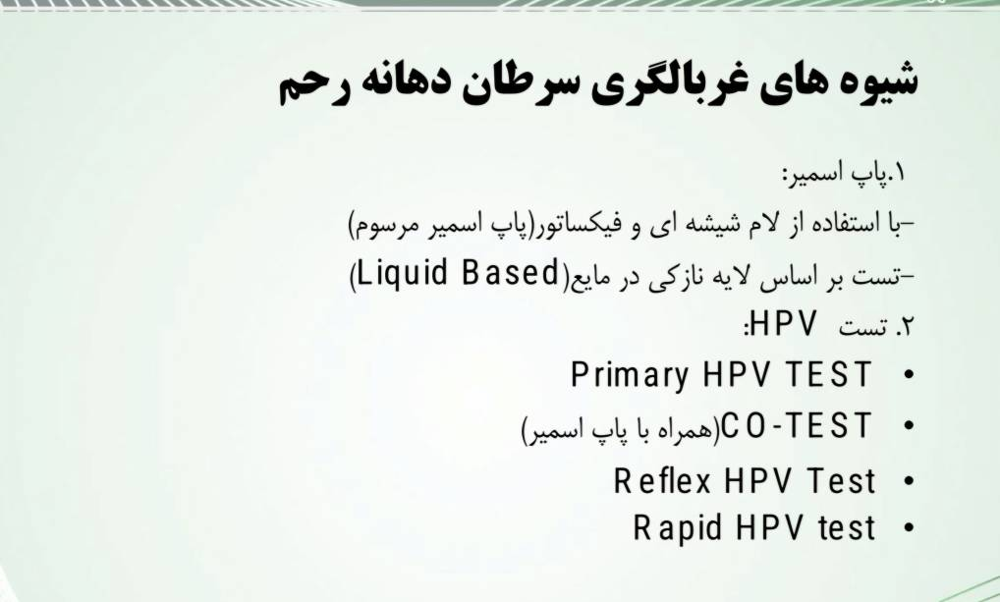 شیوه های غربالگری سرطان دهانه رحم
۱.پاپ اسمیر:
-با استفاده از لام شیشه ای و فیکساتور(پاپ اسمیر مرسوم)
-تست بر اساس لایه نازکی در مایع(Liquid Based)
۲. تست HPV:
• Primary HPV TEST
• CO-TEST(همراه با پاپ اسمیر)
• Reflex HPV Test
• Rapid HPV test